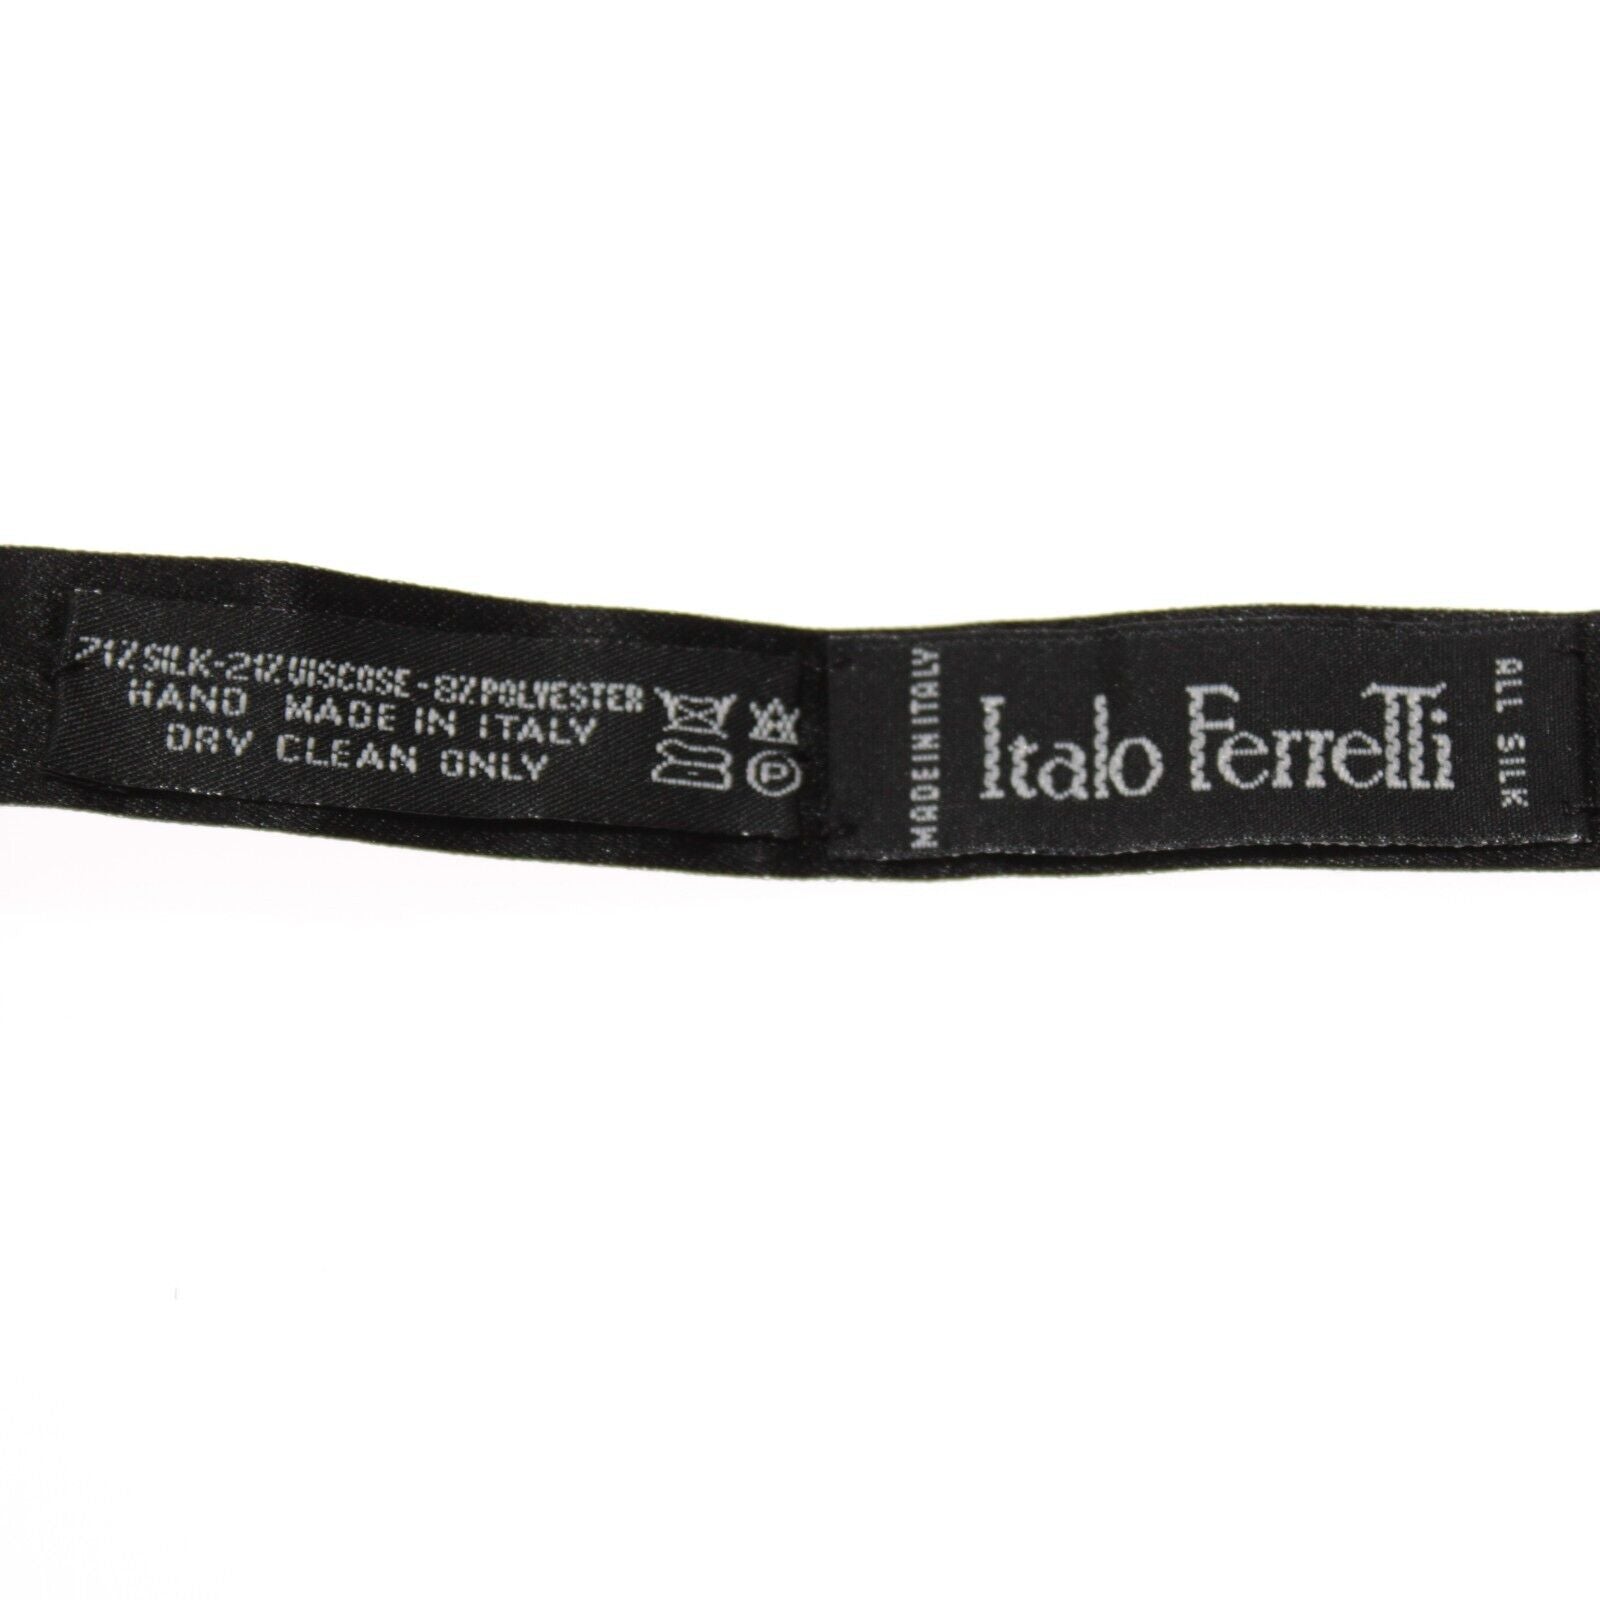 71% SILK-21% VISCOSE-8% POLYESTER
HAND MADE IN ITALY
DRY CLEAN ONLY
P
MADE IN ITALY
Italo Ferretti
ALL SILK